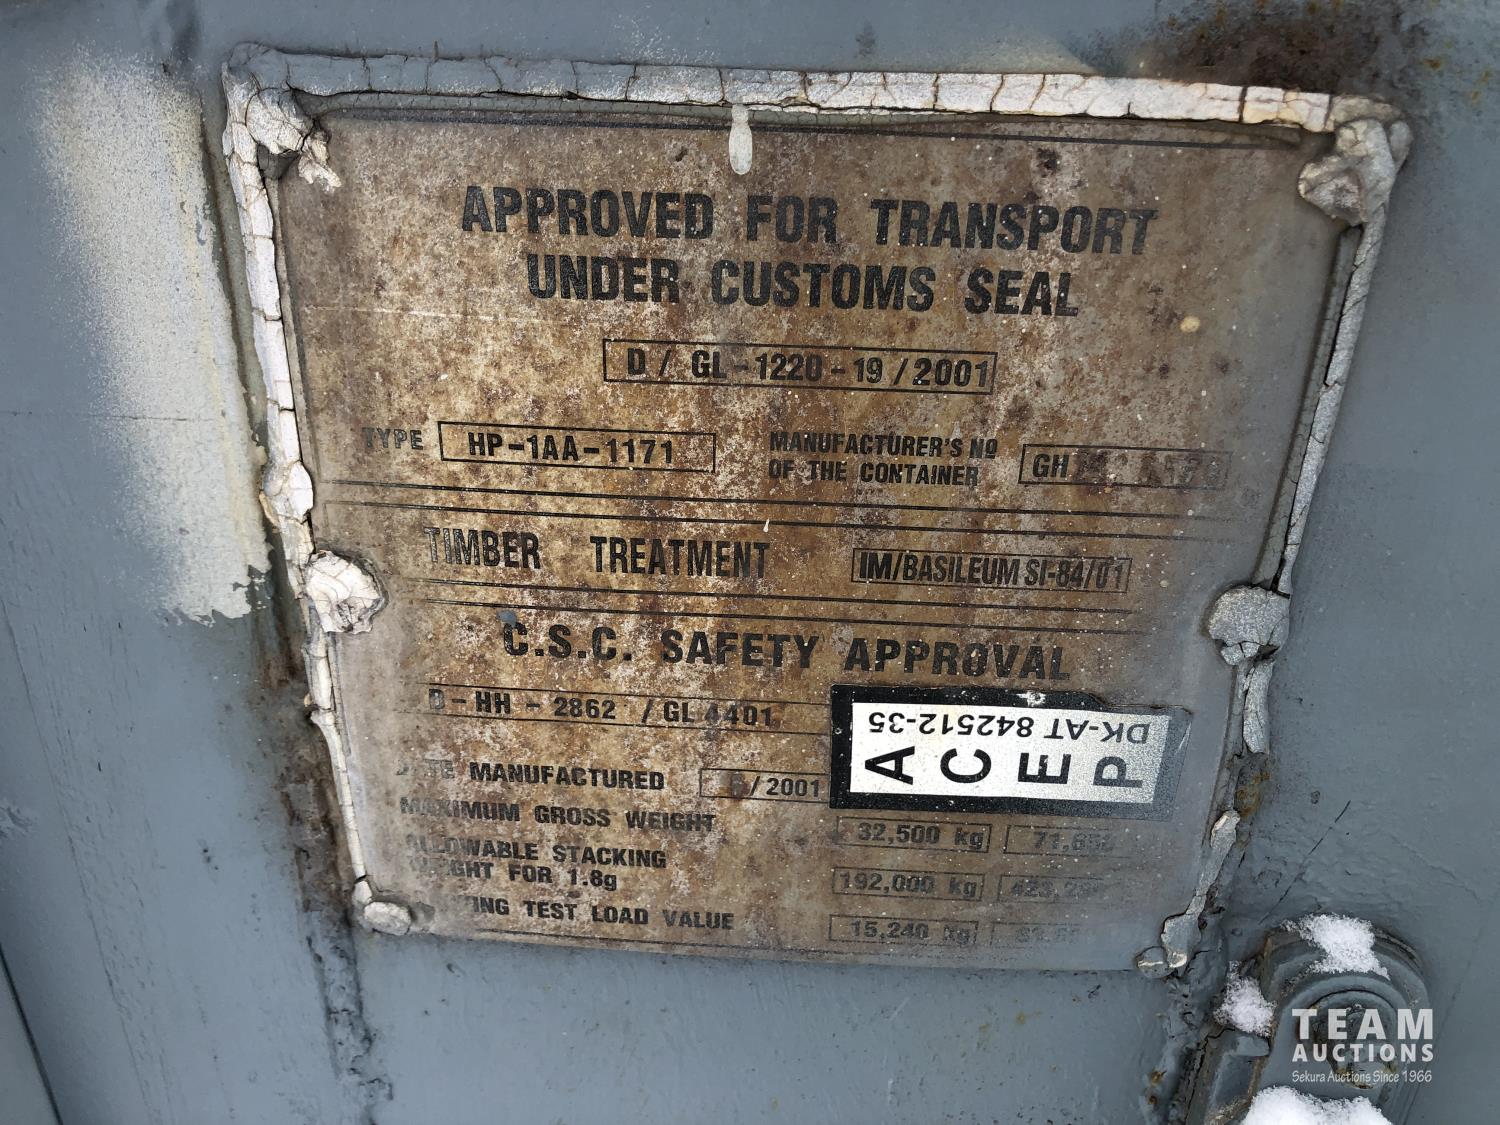 APPROVED FOR TRANSPORT
UNDER CUSTOMS SEAL
D / GL-1220-19/2001
TYPE HP-1AA-1171 MANUFACTURER'S Nº
OF THE CONTAINER GH
TIMBER TREATMENT IM/BASILEUM SI-84/01
C.S.C. SAFETY APPROVAL
D-HH-2862 / GL 4401
ACEP
DK-AT 842512-35
MANUFACTURED /2001
MAXIMUM GROSS WEIGHT 32,500 kg
ALLOWABLE STACKING
WEIGHT FOR 1.8g 192,000 kg
TEST LOAD VALUE 15,240 kg
TEAM
AUCTIONS
Sekura Auctions Since 1966